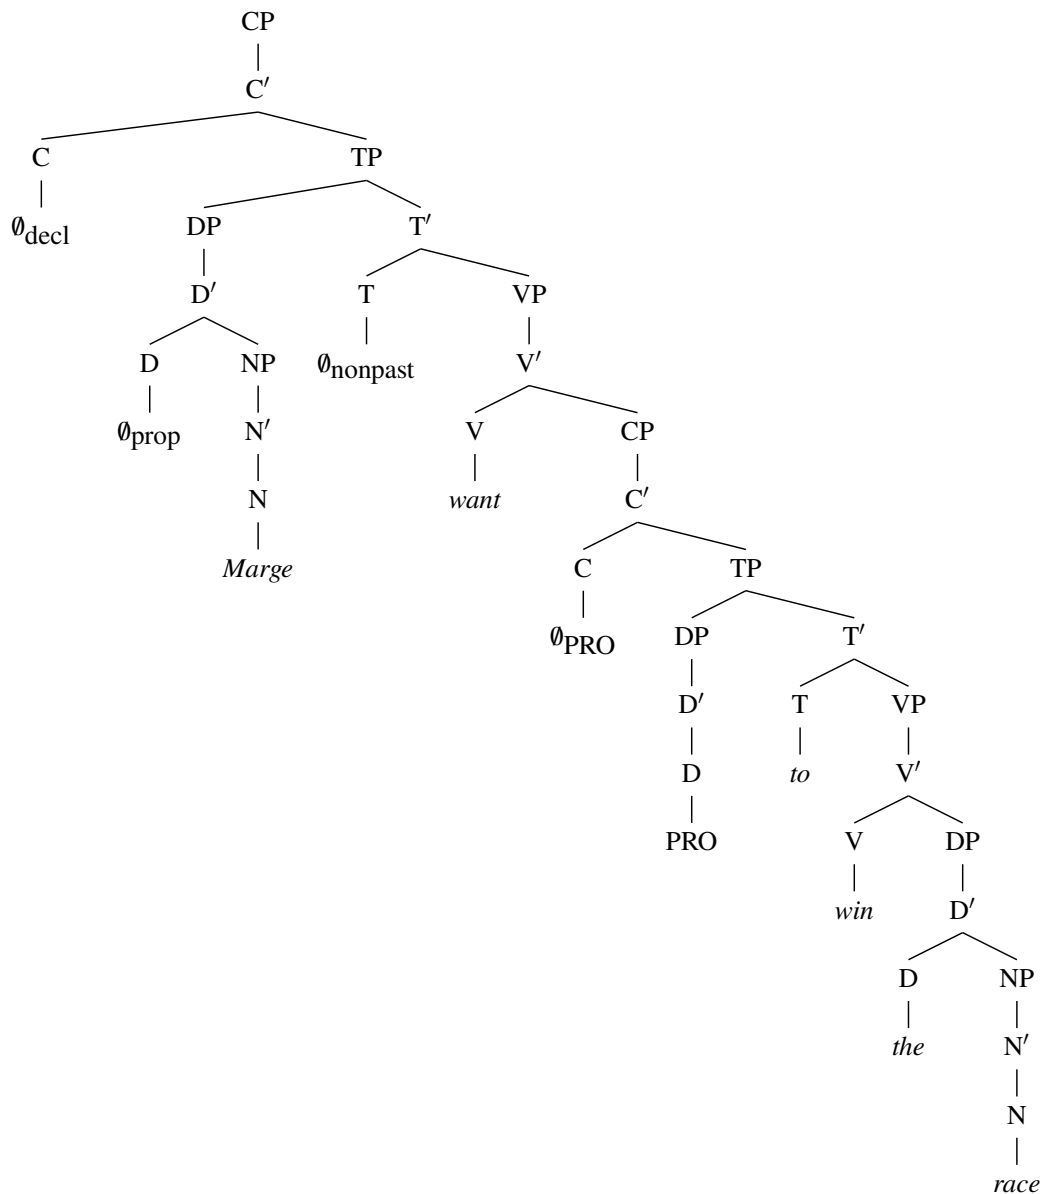 CP
C′
C TP
∅decl DP T′
D′ T VP
D NP ∅nonpast V′
∅prop N′ V CP
N want C′
Marge C TP
∅PRO DP T′
D′ T VP
D to V′
PRO V DP
win D′
D NP
the N′
N
race